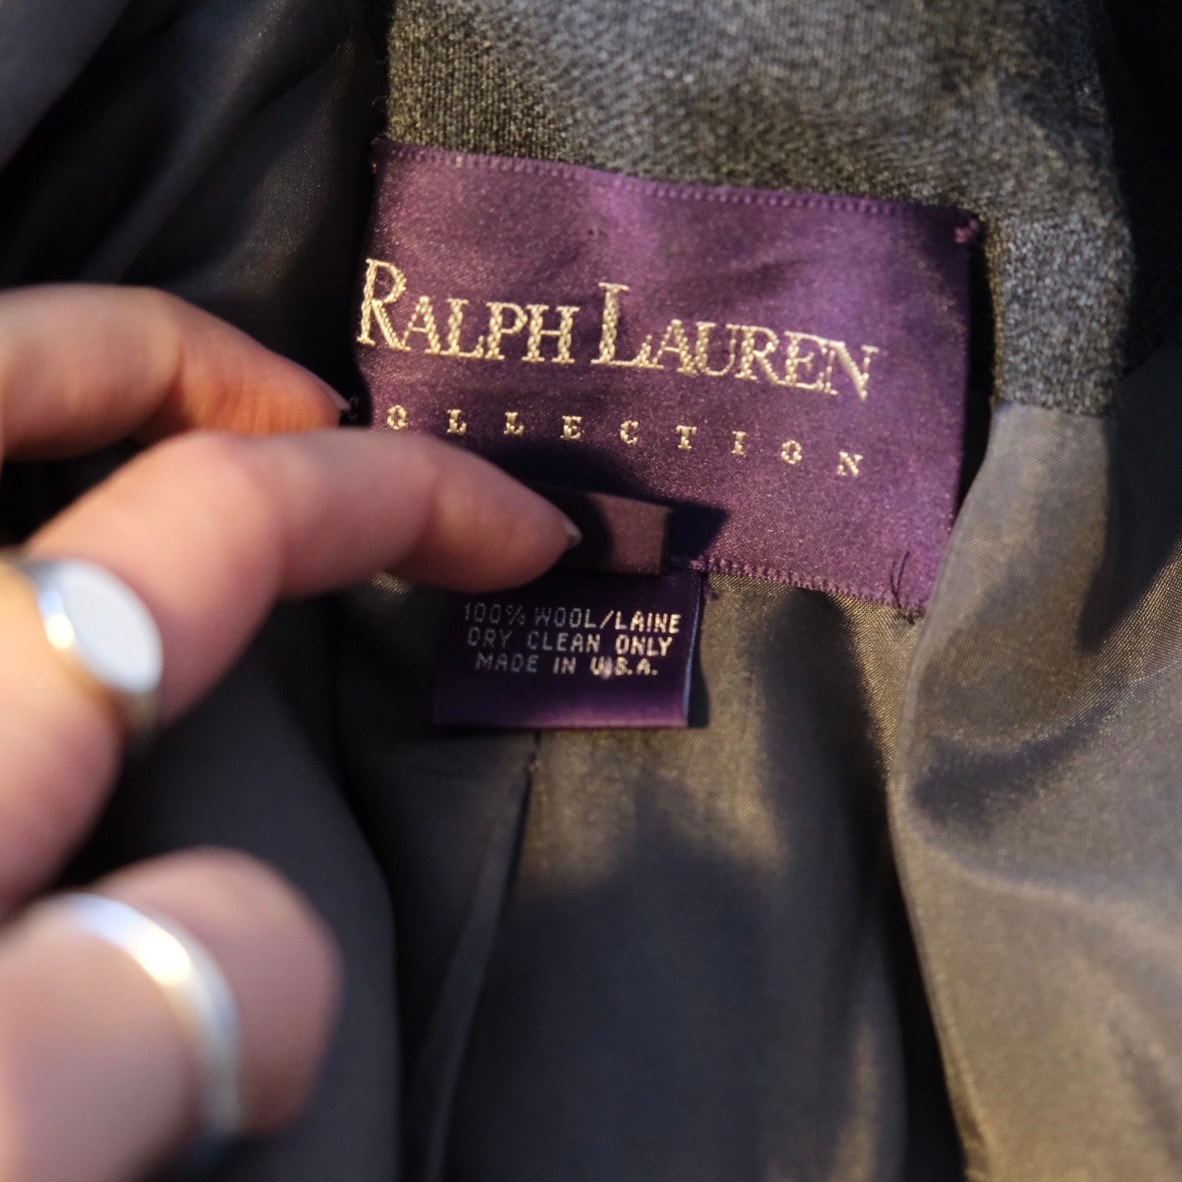 RALPH LAUREN
COLLECTION
100% WOOL/LAINE
DRY CLEAN ONLY
MADE IN U.S.A.